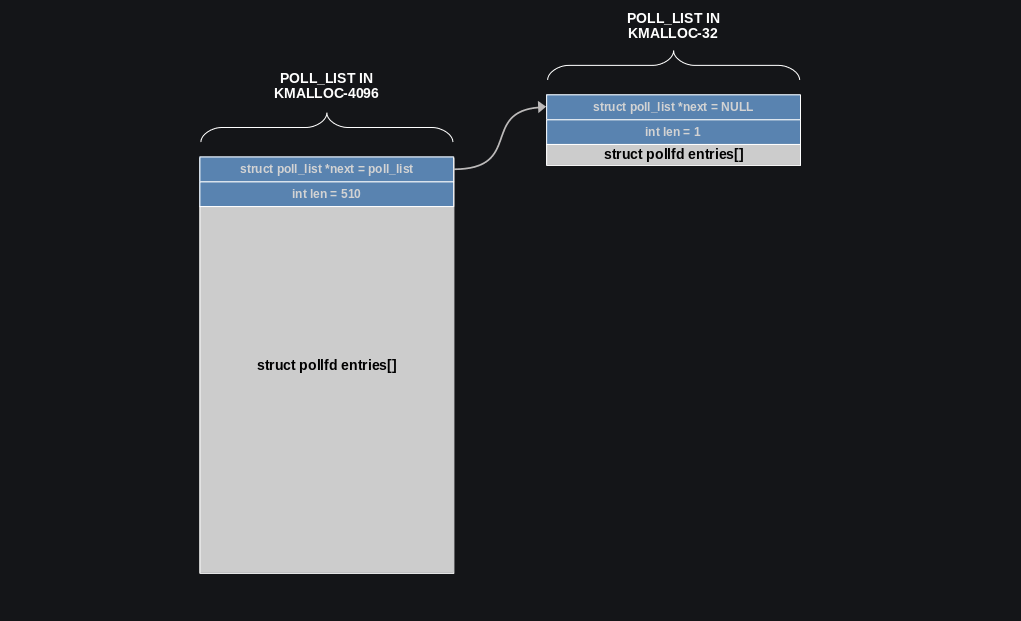 POLL_LIST IN
KMALLOC-4096
struct poll_list *next = poll_list
int len = 510
struct pollfd entries[]
POLL_LIST IN
KMALLOC-32
struct poll_list *next = NULL
int len = 1
struct pollfd entries[]